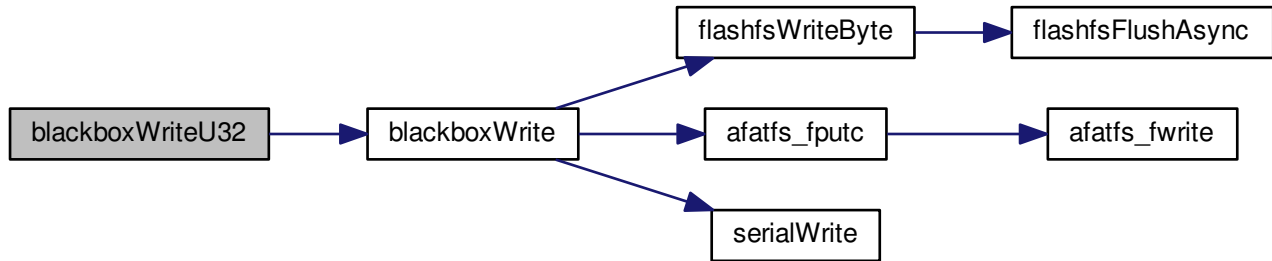 flashfsWriteByte
flashfsFlushAsync
blackboxWriteU32
blackboxWrite
afatfs_fputc
afatfs_fwrite
serialWrite